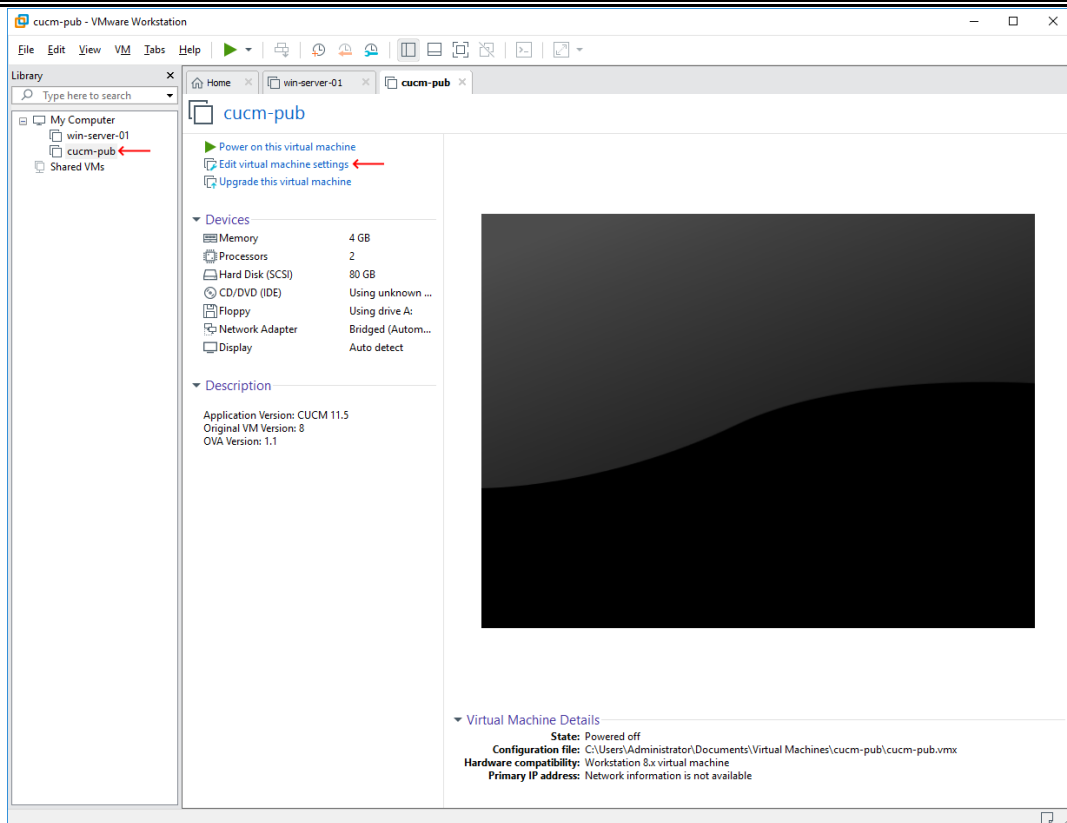 cucm-pub - VMware Workstation
File Edit View VM Tabs Help
Library
Type here to search
My Computer
win-server-01
cucm-pub
Shared VMs
Home win-server-01 cucm-pub
cucm-pub
Power on this virtual machine
Edit virtual machine settings
Upgrade this virtual machine
Devices
Memory 4 GB
Processors 2
Hard Disk (SCSI) 80 GB
CD/DVD (IDE) Using unknown ...
Floppy Using drive A:
Network Adapter Bridged (Autom...
Display Auto detect
Description
Application Version: CUCM 11.5
Original VM Version: 8
OVA Version: 1.1
Virtual Machine Details
State: Powered off
Configuration file: C:\Users\Administrator\Documents\Virtual Machines\cucm-pub\cucm-pub.vmx
Hardware compatibility: Workstation 8.x virtual machine
Primary IP address: Network information is not available